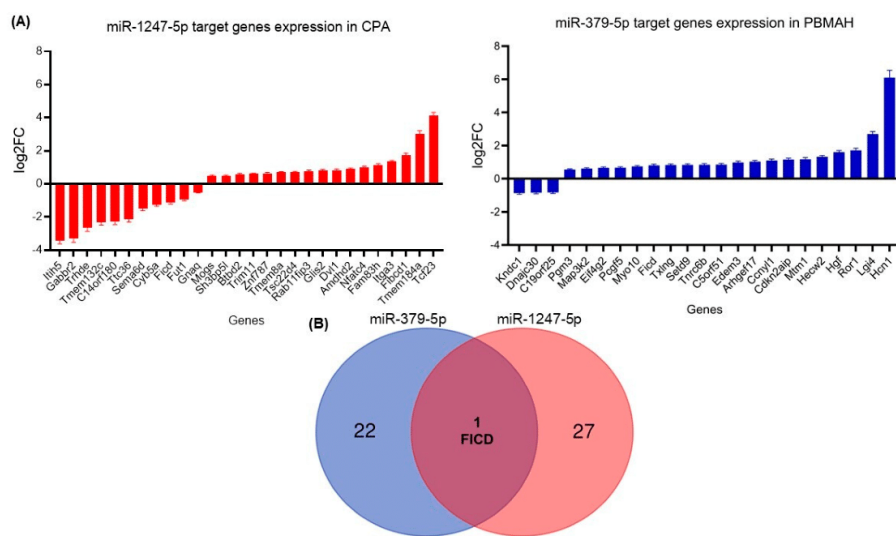 (A)
miR-1247-5p target genes expression in CPA
log2FC
8
6
4
2
0
-2
-4
Itih5
Gabbr2
Trhde
Tmem132c
C14orf180
Ttc36
Sema6d
Cyb5a
Ficd
Fut1
Gnaq
Mogs
Sh3bp5l
Btbd2
Trim11
Znf787
Tmem8a
Tsc22d4
Rab11fip3
Glis2
Dvl1
Amdhd2
Nfatc4
Fam83h
Itga3
Fibcd1
Tmem184a
Tcf23
Genes
miR-379-5p target genes expression in PBMAH
log2FC
8
6
4
2
0
-2
-4
Kndc1
Dnajc30
C19orf25
Pgm3
Map3k2
Eif4g2
Pcgf5
Myo10
Ficd
Txlng
Setd9
Tnrc6b
C5orf51
Edem3
Arhgef17
Ccnyl1
Cdkn2aip
Mtm1
Hecw2
Hgf
Ror1
Lgi4
Hcn1
Genes
(B)
miR-379-5p
miR-1247-5p
22
1
FICD
27